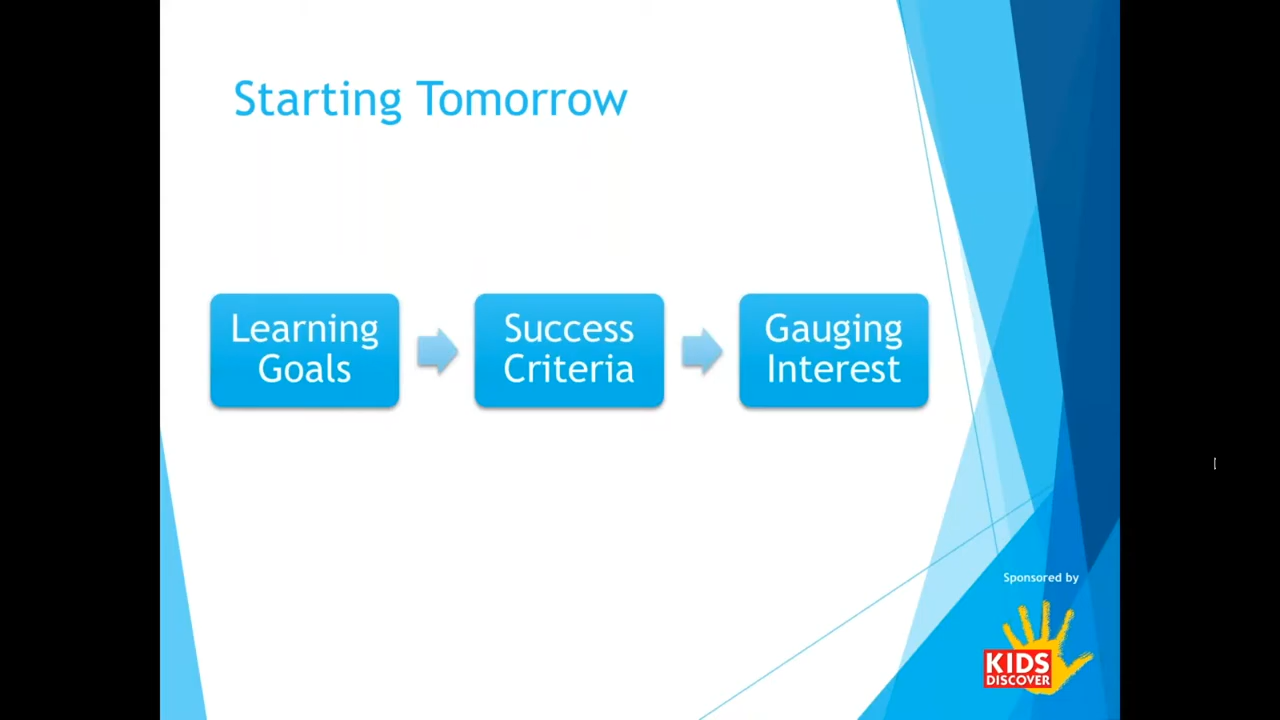 Starting Tomorrow
Learning
Goals
Success
Criteria
Gauging
Interest
Sponsored by
KIDS
DISCOVER